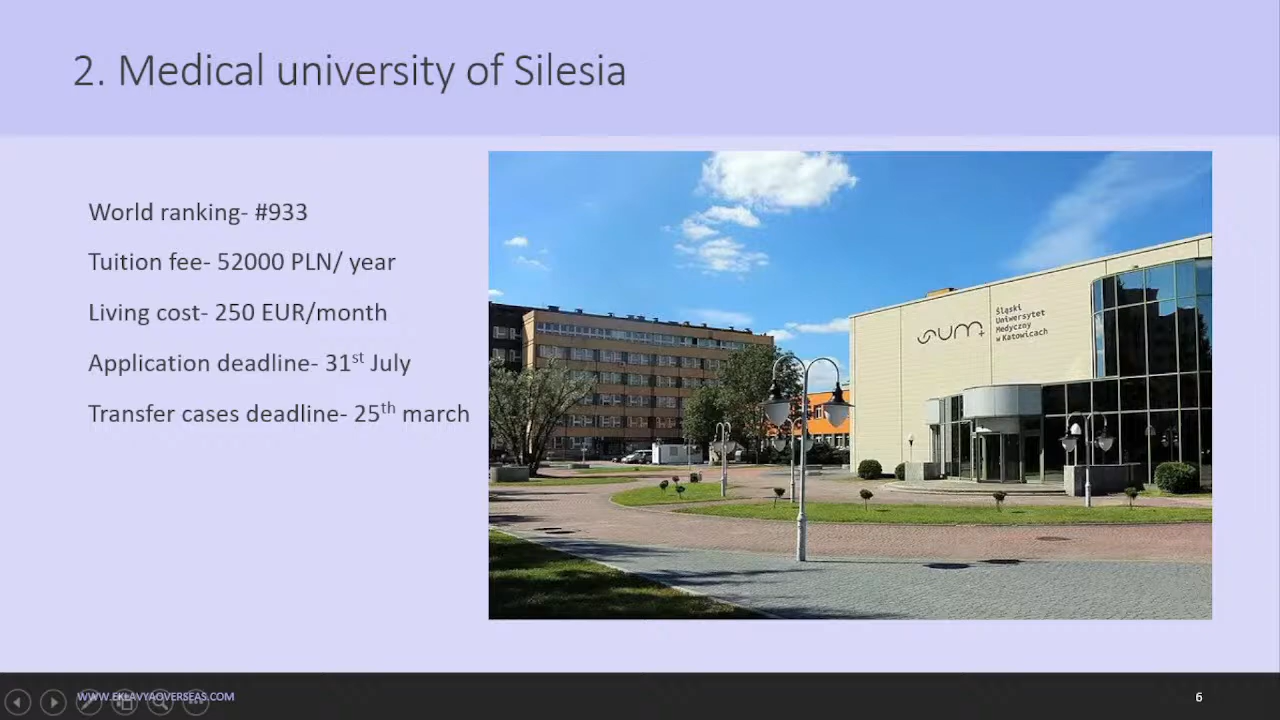 2. Medical university of Silesia
World ranking- #933
Tuition fee- 52000 PLN/ year
Living cost- 250 EUR/month
Application deadline- 31st July
Transfer cases deadline- 25th march
sum
Śląski
Uniwersytet
Medyczny
w Katowicach
WWW.EKLAVYAOVERSEAS.COM
6